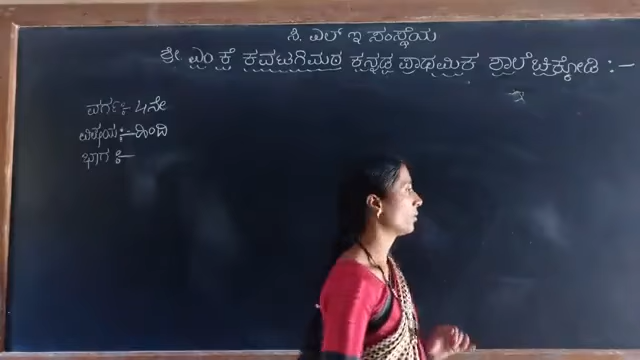 ಸಿ. ಎಲ್ ಇ ಸಂಸ್ಥೆಯ
ಶ್ರೀ ಎಂ ಕೆ ಕವಟಗಿಮಠ ಕನ್ನಡ ಪ್ರಾಥಮಿಕ ಶಾಲೆ ಚಿಕ್ಕೋಡಿ :-
ವರ್ಗ :- 4ನೇ
ವಿಷಯ :- ಹಿಂದಿ
ಭಾಗ :-